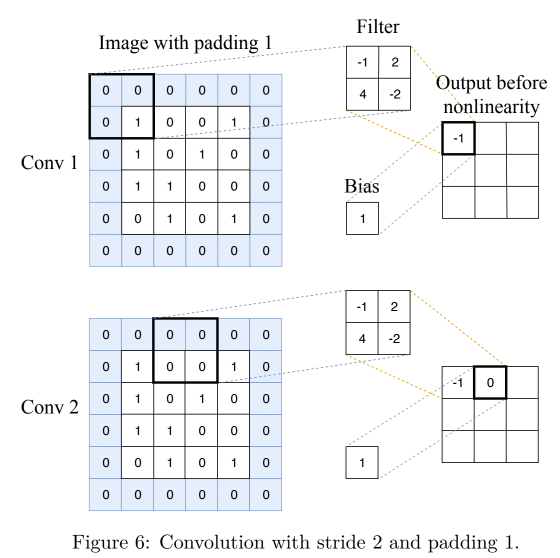 Filter
Image with padding 1
-1 2
4 -2
Output before
nonlinearity
0 0 0 0 0 0
0 1 0 0 1 0
0 1 0 1 0 0
0 1 1 0 0 0
0 0 1 0 1 0
0 0 0 0 0 0
-1
Conv 1
Bias
1
-1 2
4 -2
0 0 0 0 0 0
0 1 0 0 1 0
0 1 0 1 0 0
0 1 1 0 0 0
0 0 1 0 1 0
0 0 0 0 0 0
-1 0
Conv 2
1
Figure 6: Convolution with stride 2 and padding 1.